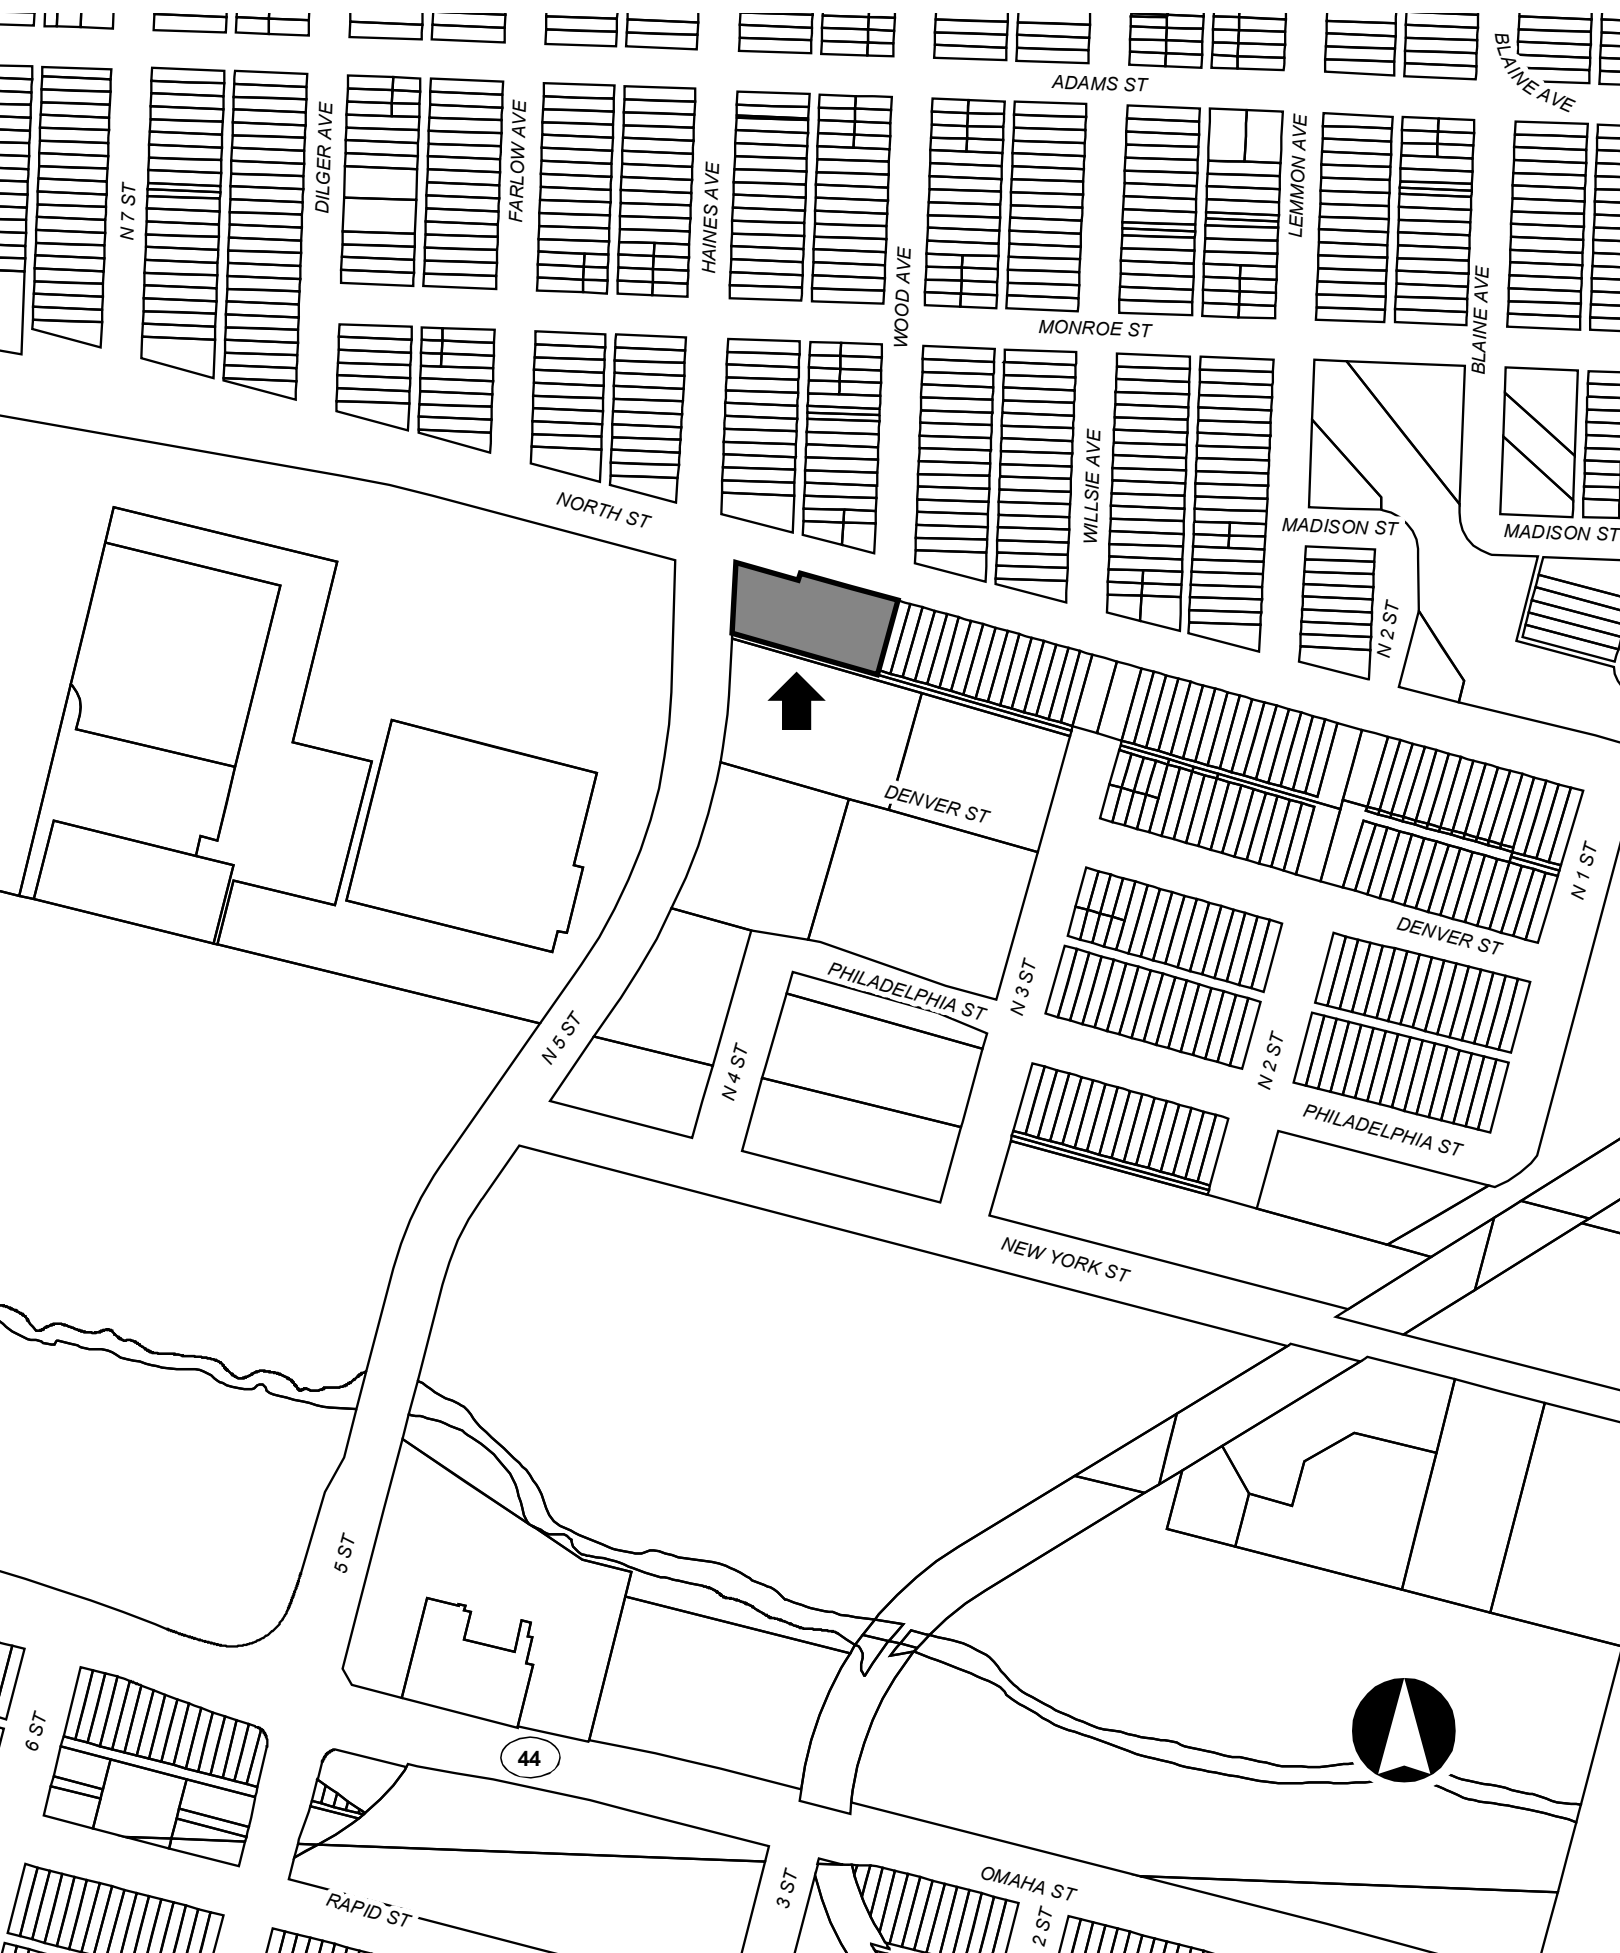 BLAINE AVE
ADAMS ST
DILGER AVE
FARLOW AVE
LEMMON AVE
N 7 ST
HAINES AVE
WOOD AVE
BLAINE AVE
MONROE ST
WILLSIE AVE
NORTH ST
MADISON ST
MADISON ST
N 2 ST
DENVER ST
N 1 ST
DENVER ST
PHILADELPHIA ST
N 3 ST
N 5 ST
N 4 ST
N 2 ST
PHILADELPHIA ST
NEW YORK ST
5 ST
6 ST
44
3 ST
OMAHA ST
RAPID ST
2 ST